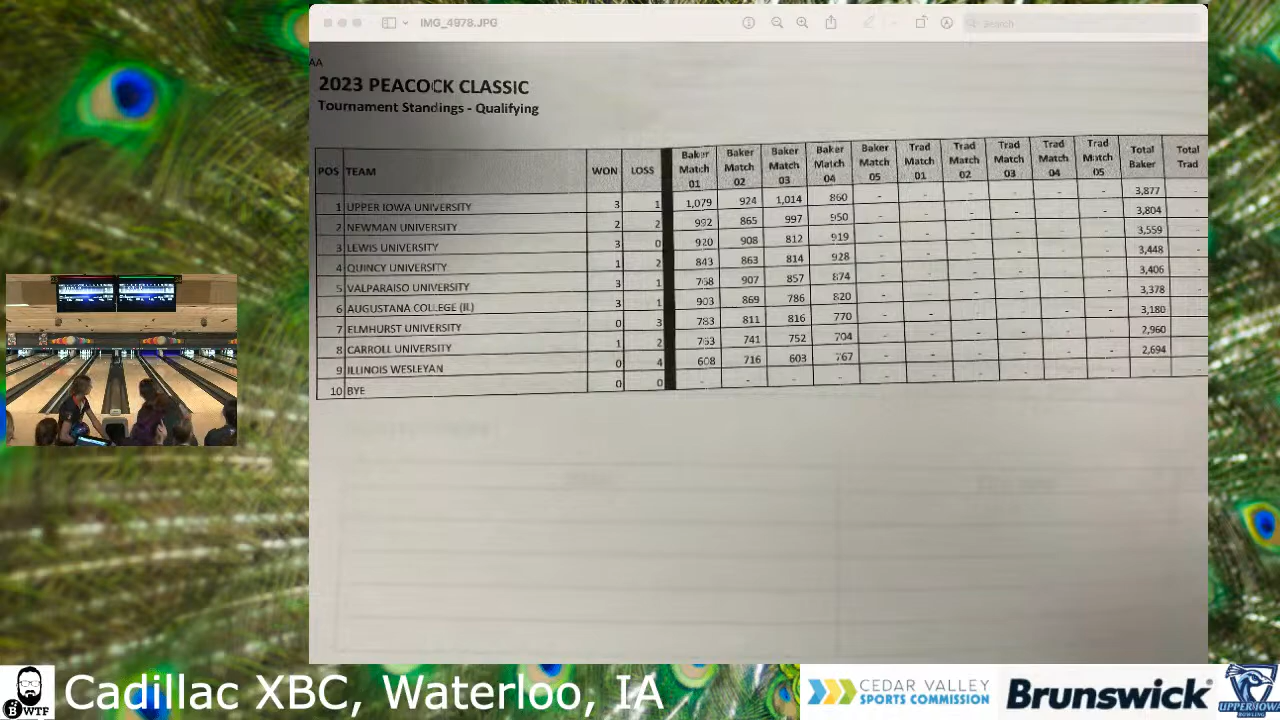 IMG_4978.JPG
Search
AA
2023 PEACOCK CLASSIC
Tournament Standings - Qualifying
POS TEAM WON LOSS Baker Match 01 Baker Match 02 Baker Match 03 Baker Match 04 Baker Match 05 Trad Match 01 Trad Match 02 Trad Match 03 Trad Match 04 Trad Match 05 Total Baker Total Trad
1 UPPER IOWA UNIVERSITY 3 1 1,079 924 1,014 860 - - - - - - 3,877 -
2 NEWMAN UNIVERSITY 2 2 992 865 997 950 - - - - - - 3,804 -
3 LEWIS UNIVERSITY 3 0 920 908 812 919 - - - - - - 3,559 -
4 QUINCY UNIVERSITY 1 2 843 863 814 928 - - - - - - 3,448 -
5 VALPARAISO UNIVERSITY 3 1 768 907 857 874 - - - - - - 3,406 -
6 AUGUSTANA COLLEGE (IL) 3 1 903 869 786 820 - - - - - - 3,378 -
7 ELMHURST UNIVERSITY 0 3 783 811 816 770 - - - - - - 3,180 -
8 CARROLL UNIVERSITY 1 2 763 741 752 704 - - - - - - 2,960 -
9 ILLINOIS WESLEYAN 0 4 608 716 603 767 - - - - - - 2,694 -
10 BYE 0 0 - - - - - - - - - - - -
BWTF
Cadillac XBC, Waterloo, IA
CEDAR VALLEY
SPORTS COMMISSION
Brunswick
UPPER IOWA
BOWLING